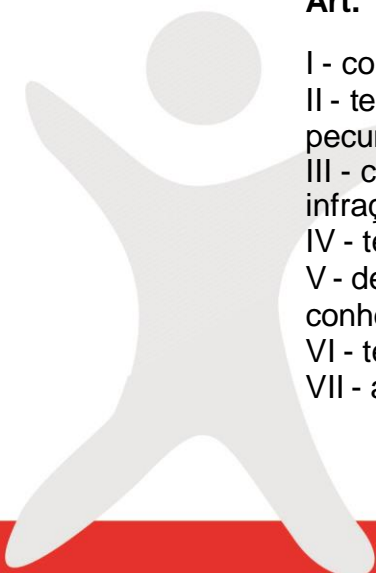 Art.
I - co
II - te
pecu
III - c
infraç
IV - te
V - de
conhe
VI - te
VII - a